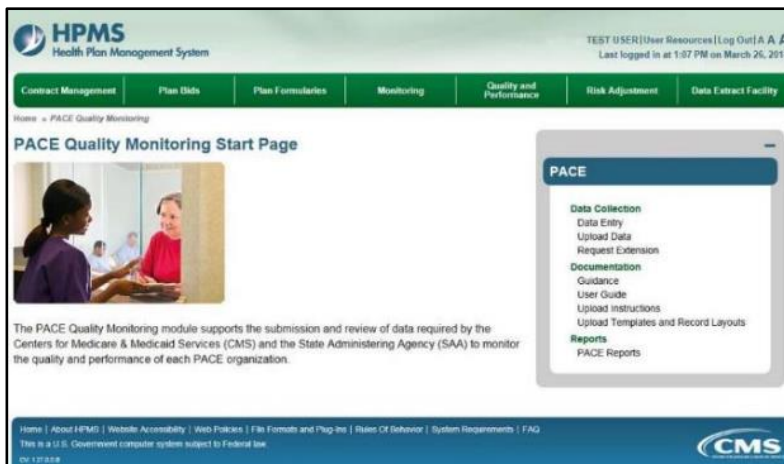 HPMS
Health Plan Management System
TEST USER|User Resources|Log Out|A A A
Last logged in at 1:07 PM on March 26, 201
Contract Management
Plan Bids
Plan Formularies
Monitoring
Quality and
Performance
Risk Adjustment
Data Extract Facility
Home » PACE Quality Monitoring
PACE Quality Monitoring Start Page
PACE
Data Collection
Data Entry
Upload Data
Request Extension
Documentation
Guidance
User Guide
Upload Instructions
Upload Templates and Record Layouts
Reports
PACE Reports
The PACE Quality Monitoring module supports the submission and review of data required by the
Centers for Medicare & Medicaid Services (CMS) and the State Administering Agency (SAA) to monitor
the quality and performance of each PACE organization.
Home | About HPMS | Website Accessibility | Web Policies | File Formats and Plug-Ins | Rules Of Behavior | System Requirements | FAQ
This is a U.S. Government computer system subject to Federal law.
CMS